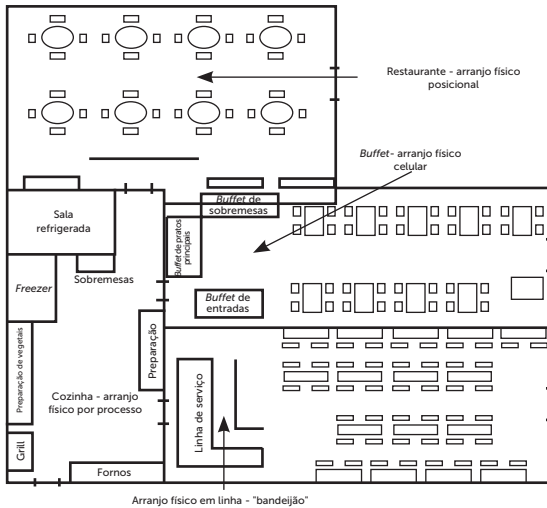 Restaurante - arranjo físico
posicional
Buffet- arranjo físico
celular
Buffet de
sobremesas
Sala
refrigerada
Buffet de pratos
principais
Freezer
Sobremesas
Buffet de
entradas
Preparação de vegetais
Preparação
Cozinha - arranjo
físico por processo
Linha de serviço
Grill
Fornos
Arranjo físico em linha - "bandeijão"